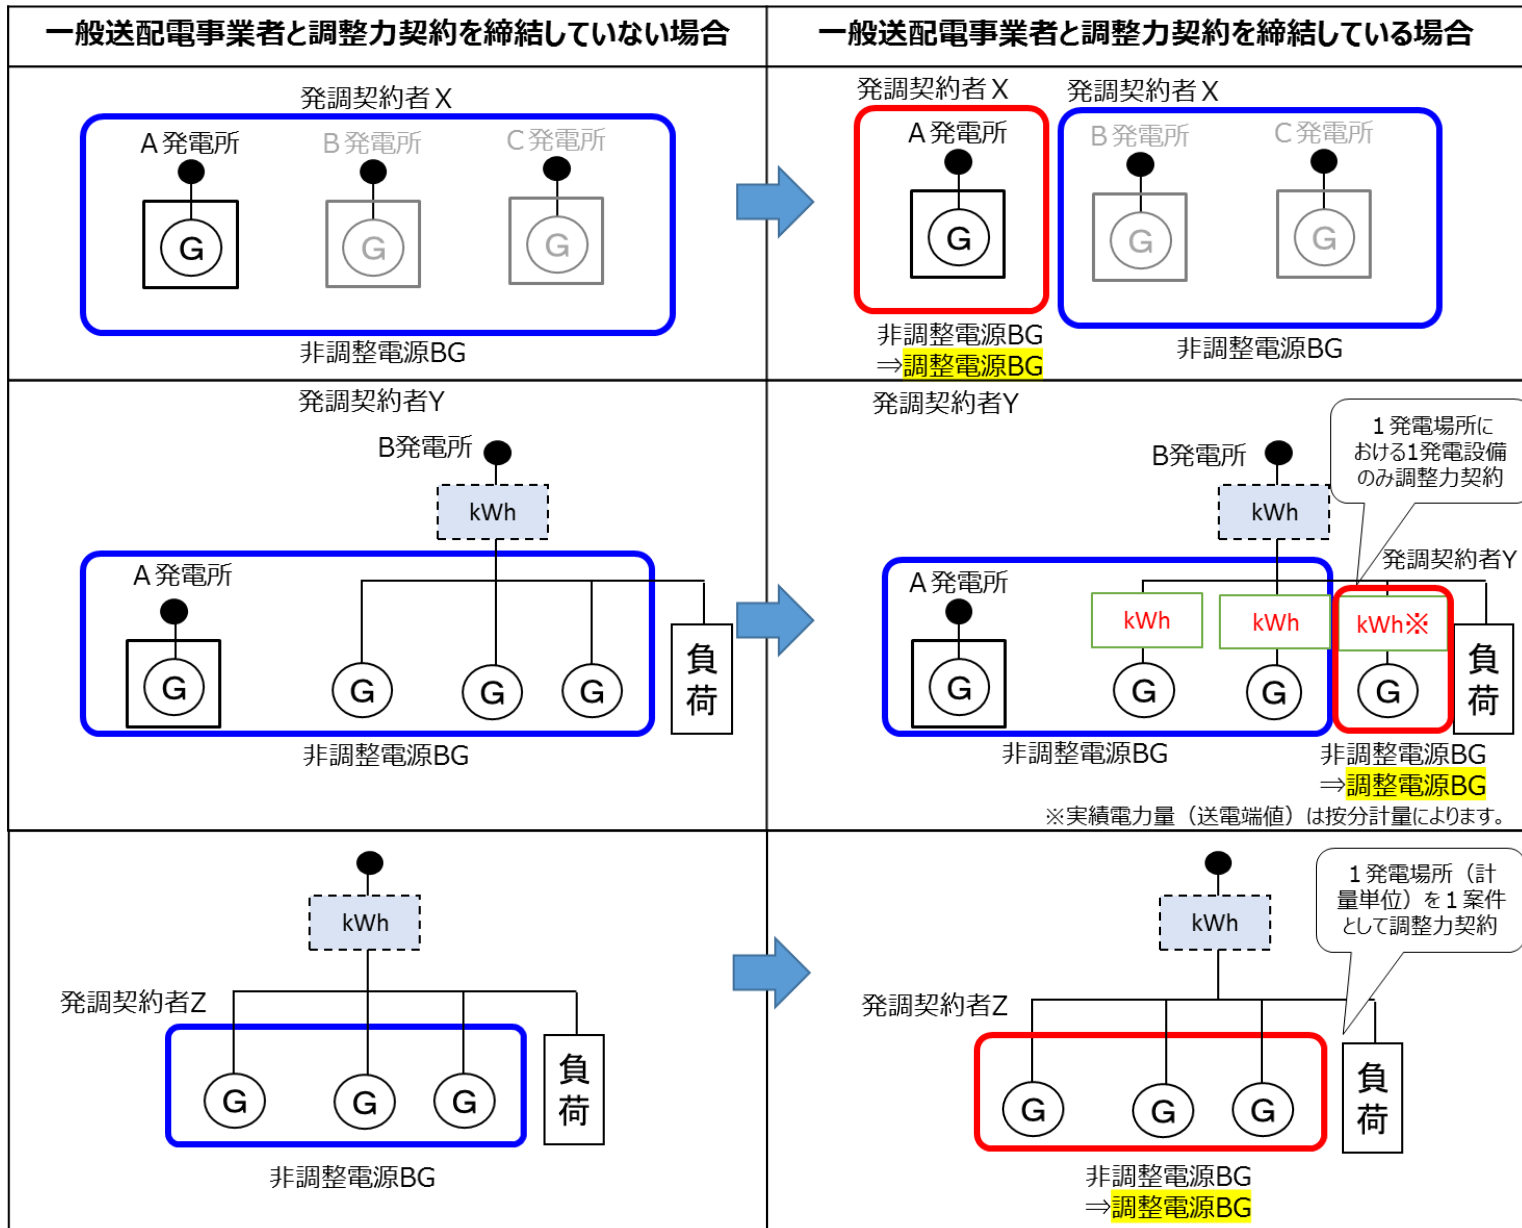 一般送配電事業者と調整力契約を締結していない場合
一般送配電事業者と調整力契約を締結している場合
発調契約者X
A発電所
B発電所
C発電所
G
G
G
非調整電源BG
発調契約者X
発調契約者X
A発電所
B発電所
C発電所
G
G
G
非調整電源BG
⇒調整電源BG
非調整電源BG
発調契約者Y
B発電所
kWh
A発電所
G
G
G
G
負
荷
非調整電源BG
発調契約者Y
1発電場所に
おける1発電設備
のみ調整力契約
B発電所
kWh
発調契約者Y
A発電所
kWh
kWh
kWh※
G
G
G
G
負
荷
非調整電源BG
非調整電源BG
⇒調整電源BG
※実績電力量（送電端値）は按分計量によります。
kWh
発調契約者Z
G
G
G
負
荷
非調整電源BG
1発電場所（計
量単位）を1案件
として調整力契約
kWh
発調契約者Z
G
G
G
負
荷
非調整電源BG
⇒調整電源BG